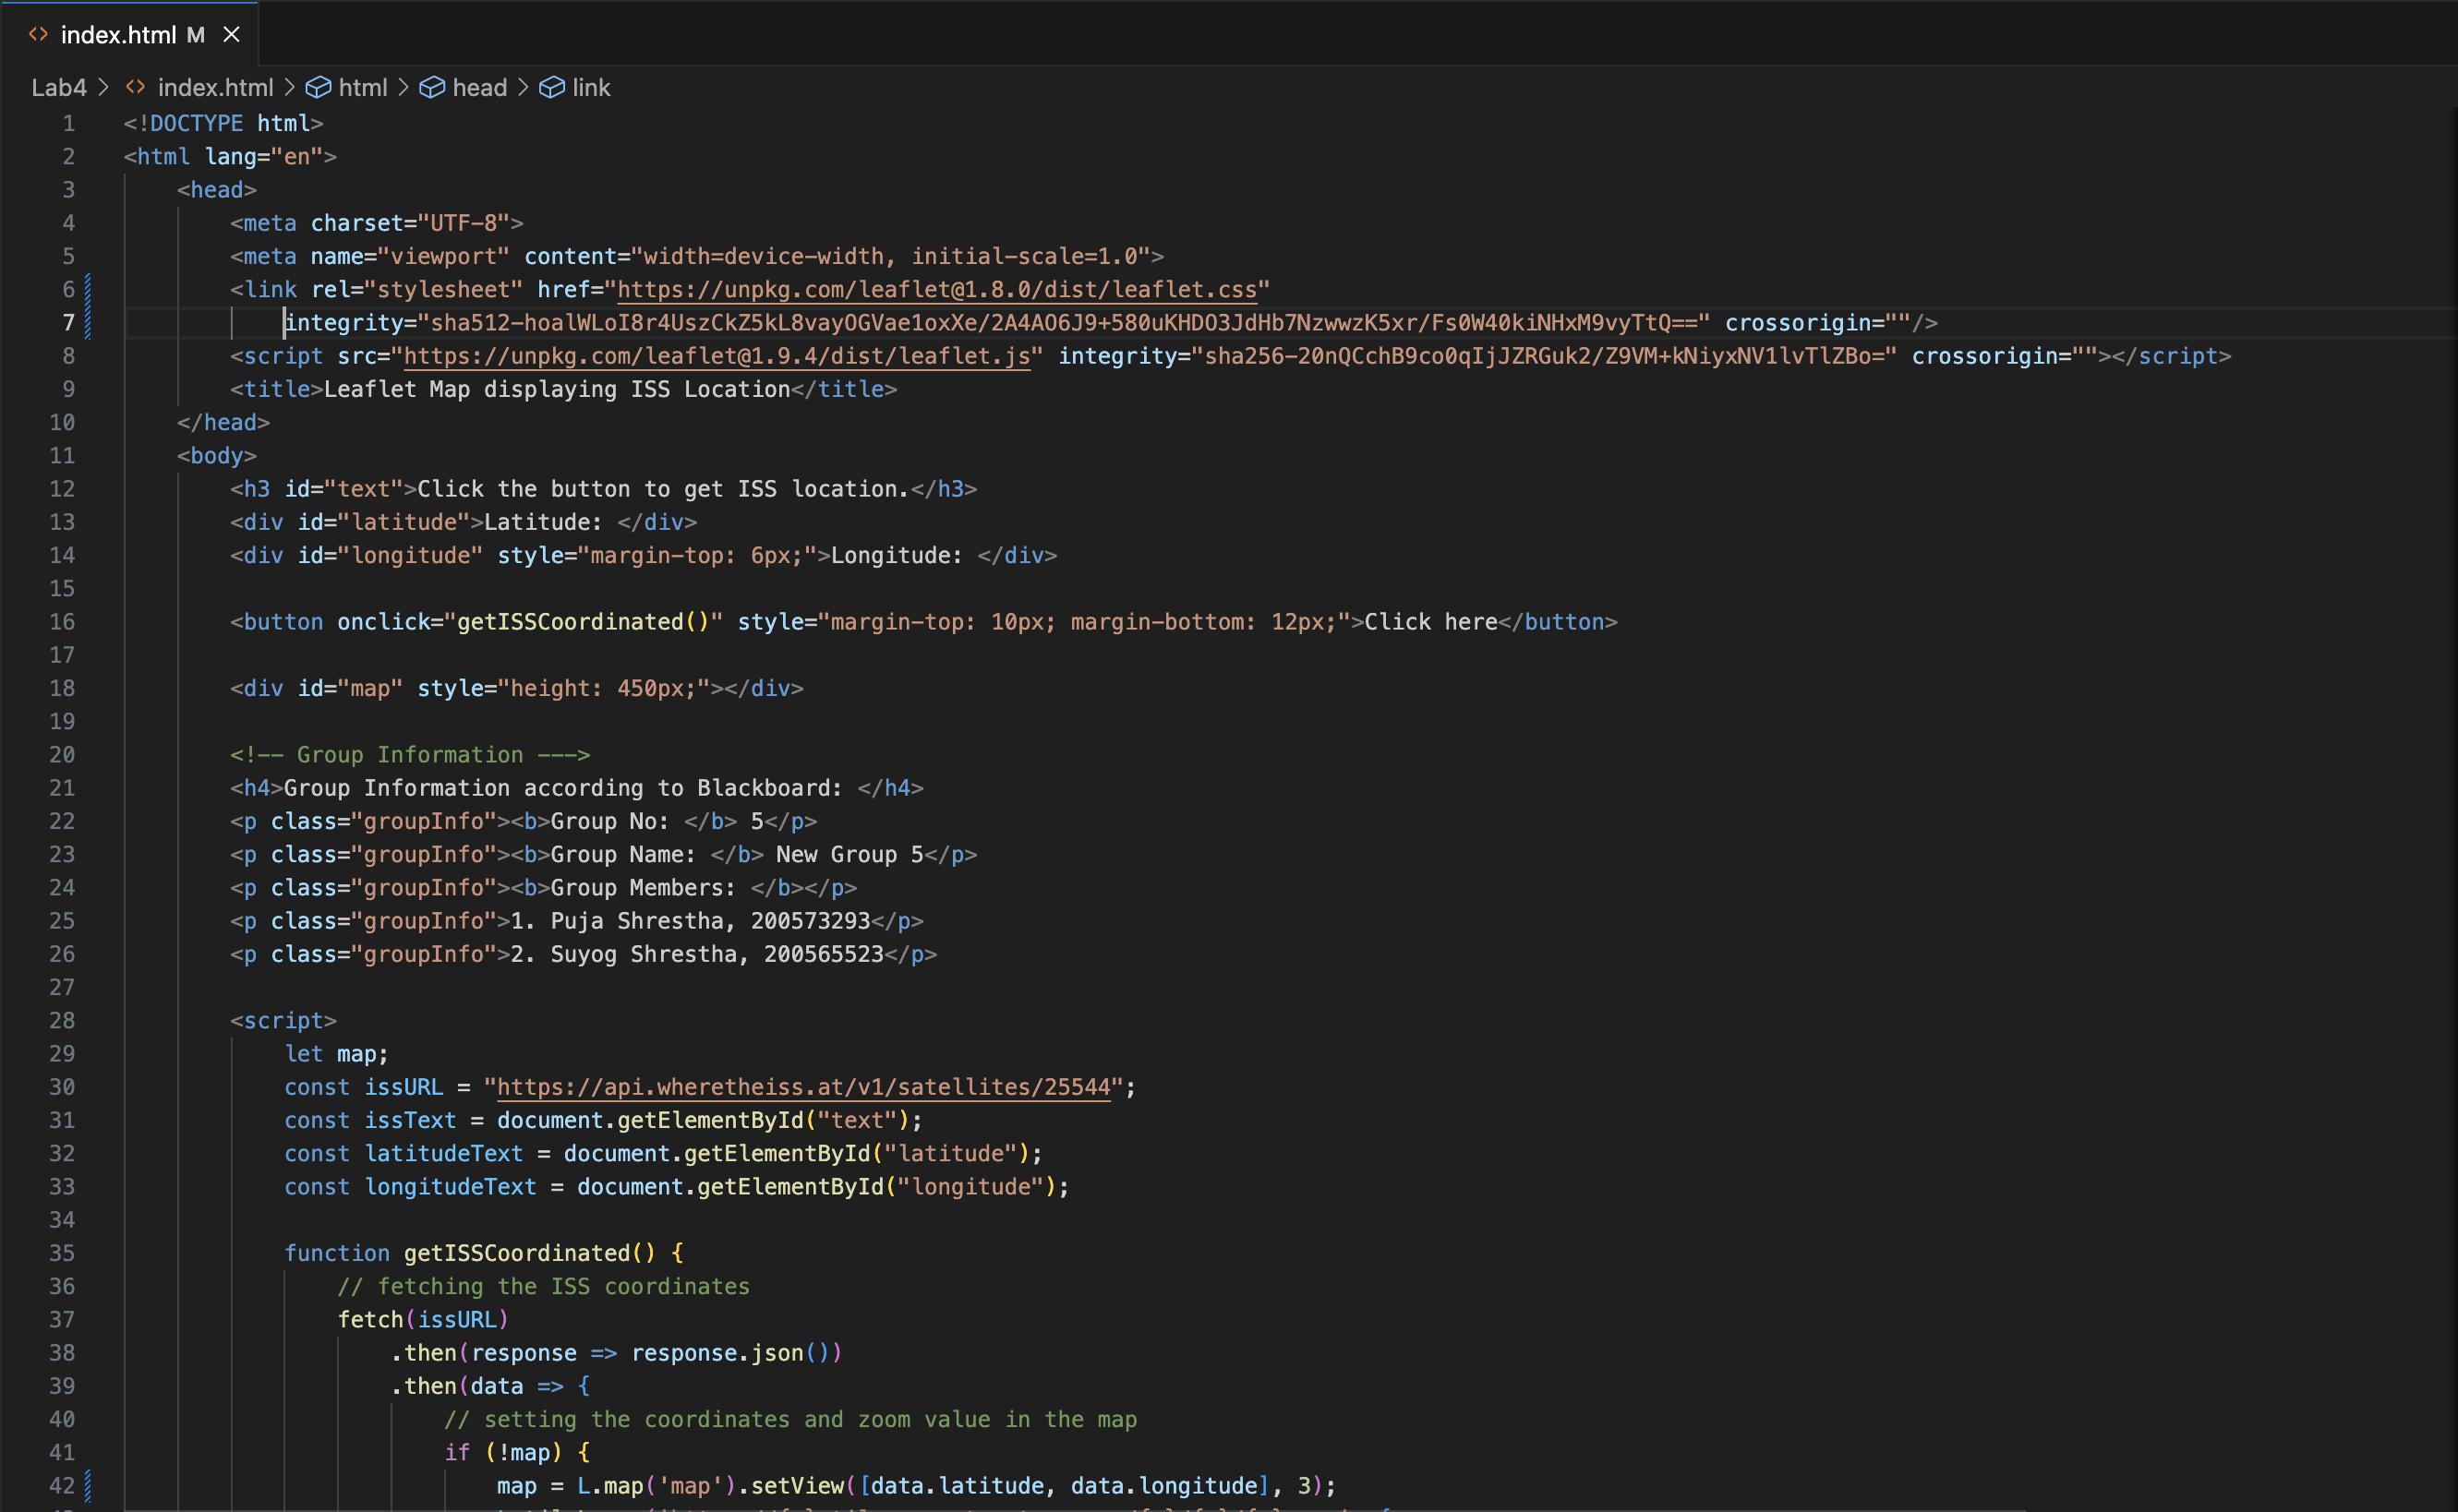 index.html M
Lab4 > index.html > html > head > link
1 <!DOCTYPE html>
2 <html lang="en">
3 <head>
4 <meta charset="UTF-8">
5 <meta name="viewport" content="width=device-width, initial-scale=1.0">
6 <link rel="stylesheet" href="https://unpkg.com/leaflet@1.8.0/dist/leaflet.css"
7 integrity="sha512-hoalWLoI8r4UszCkZ5kL8vayOGVae1oxXe/2A4AO6J9+580uKHDO3JdHb7NzwwzK5xr/Fs0W40kiNHxM9vyTtQ==" crossorigin=""/>
8 <script src="https://unpkg.com/leaflet@1.9.4/dist/leaflet.js" integrity="sha256-20nQCchB9co0qIjJZRGuk2/Z9VM+kNiyxNV1lvTlZBo=" crossorigin=""></script>
9 <title>Leaflet Map displaying ISS Location</title>
10 </head>
11 <body>
12 <h3 id="text">Click the button to get ISS location.</h3>
13 <div id="latitude">Latitude: </div>
14 <div id="longitude" style="margin-top: 6px;">Longitude: </div>
15
16 <button onclick="getISSCoordinated()" style="margin-top: 10px; margin-bottom: 12px;">Click here</button>
17
18 <div id="map" style="height: 450px;"></div>
19
20 <!-- Group Information --->
21 <h4>Group Information according to Blackboard: </h4>
22 <p class="groupInfo"><b>Group No: </b> 5</p>
23 <p class="groupInfo"><b>Group Name: </b> New Group 5</p>
24 <p class="groupInfo"><b>Group Members: </b></p>
25 <p class="groupInfo">1. Puja Shrestha, 200573293</p>
26 <p class="groupInfo">2. Suyog Shrestha, 200565523</p>
27
28 <script>
29 let map;
30 const issURL = "https://api.wheretheiss.at/v1/satellites/25544";
31 const issText = document.getElementById("text");
32 const latitudeText = document.getElementById("latitude");
33 const longitudeText = document.getElementById("longitude");
34
35 function getISSCoordinated() {
36 // fetching the ISS coordinates
37 fetch(issURL)
38 .then(response => response.json())
39 .then(data => {
40 // setting the coordinates and zoom value in the map
41 if (!map) {
42 map = L.map('map').setView([data.latitude, data.longitude], 3);